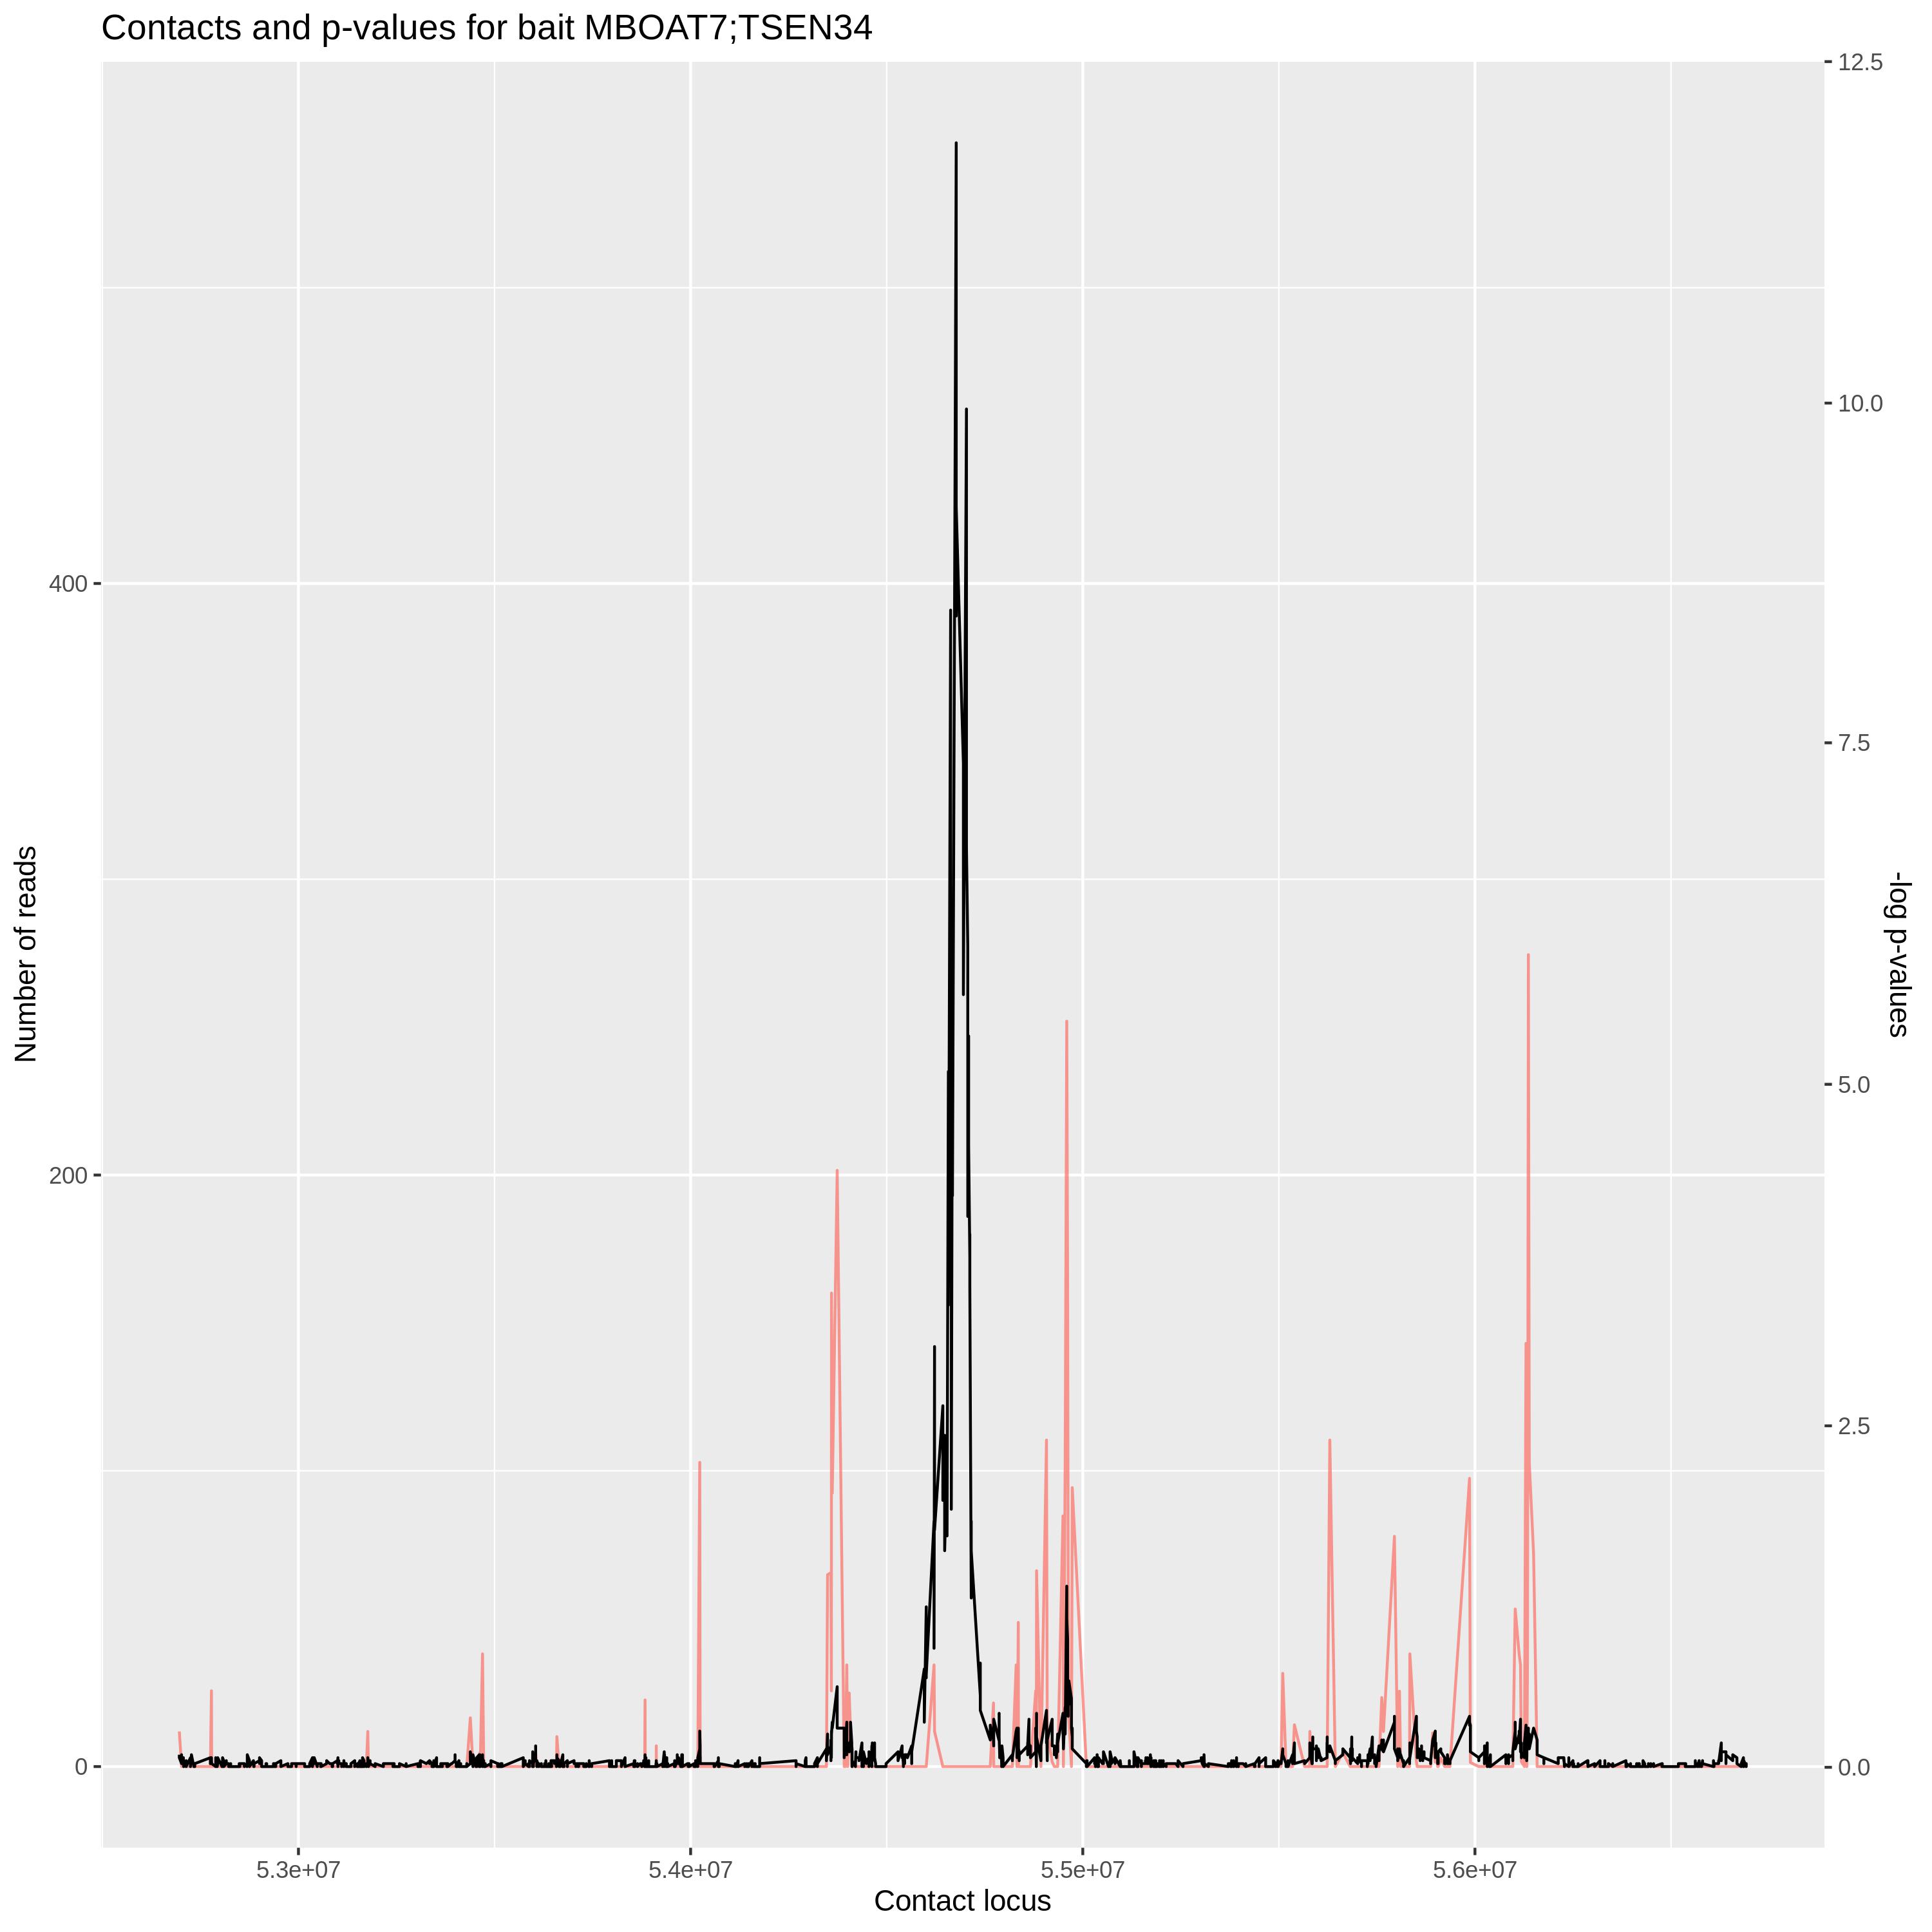 Contacts and p-values for bait MBOAT7;TSEN34
12.5
10.0
7.5
5.0
2.5
0.0
-log p-values
400
200
0
Number of reads
5.3e+07
5.4e+07
5.5e+07
5.6e+07
Contact locus